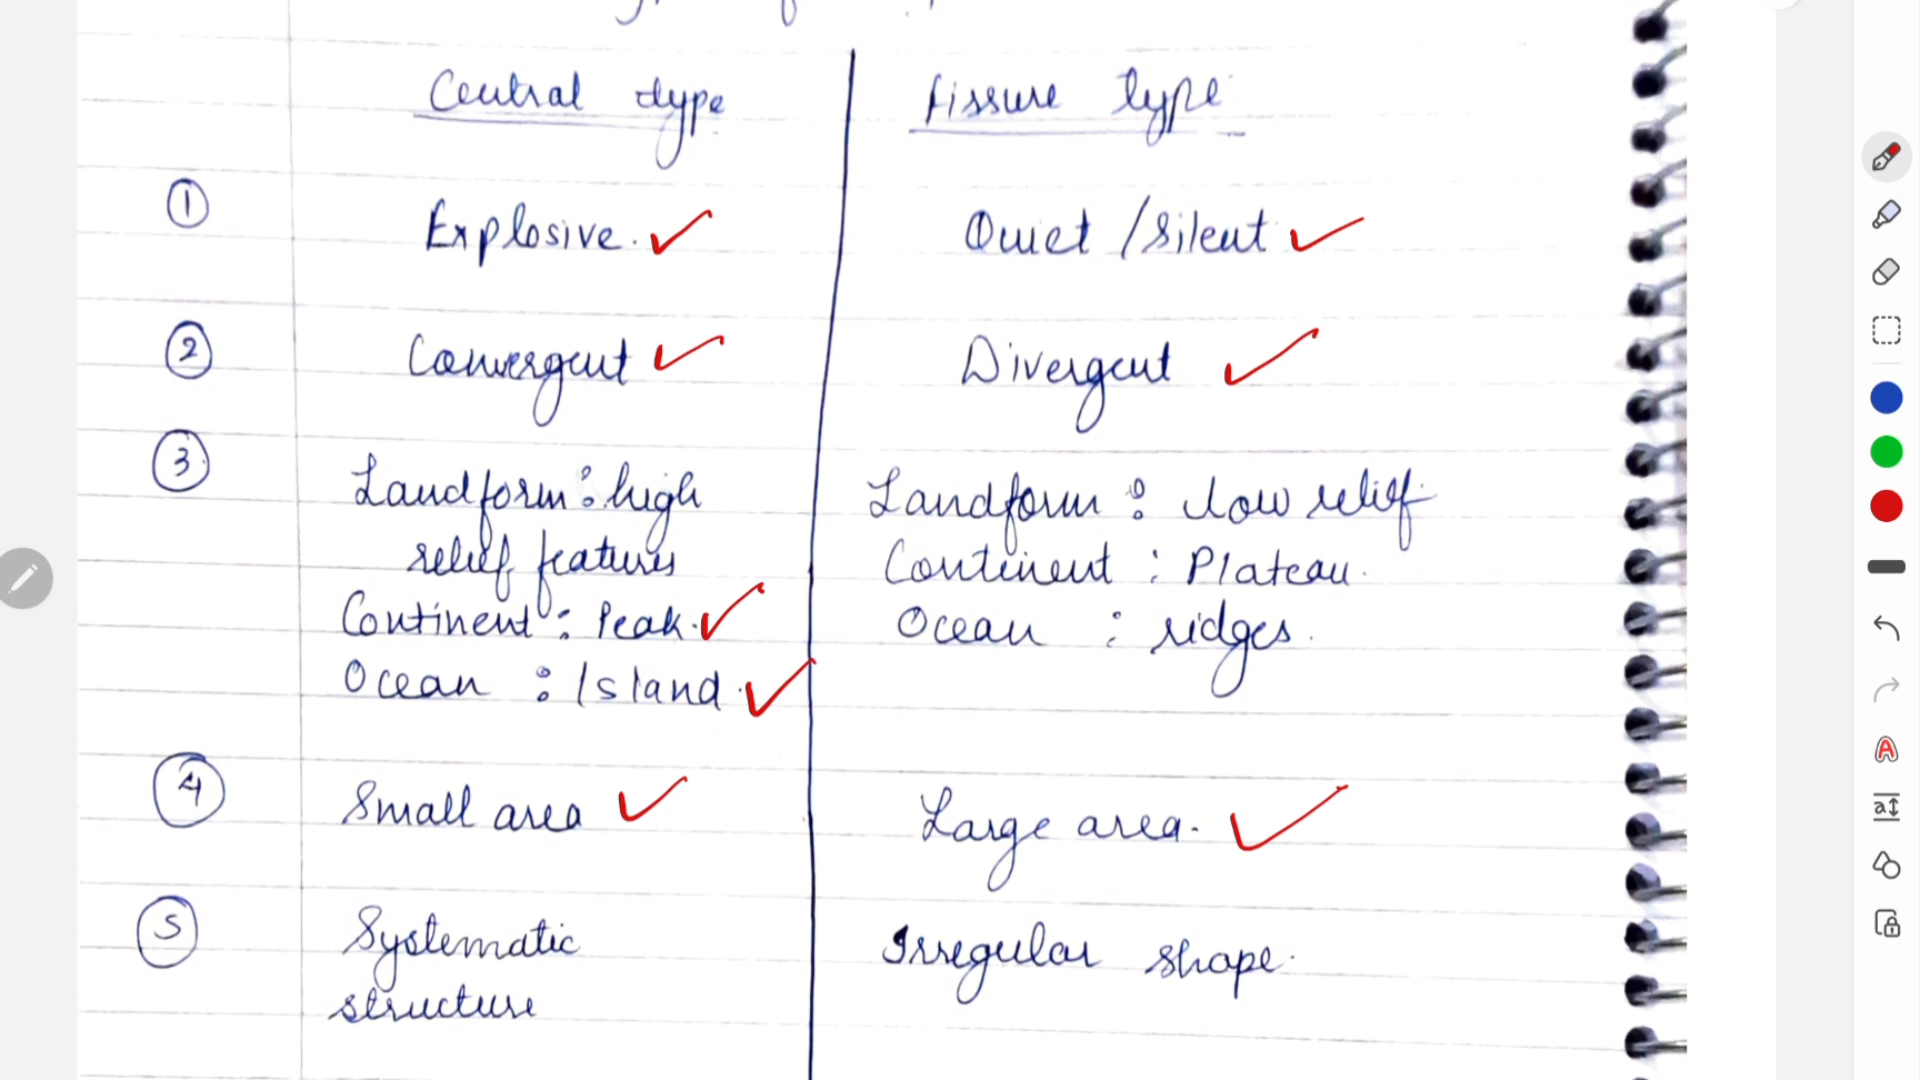 Central type
Fissure type
1 Explosive.
Quiet / Silent
2 Convergent
Divergent
3 Landform : high
relief features
Continent : Peak.
Ocean : Island.
Landform : low relief.
Continent : Plateau.
Ocean : ridges.
4 Small area
Large area.
5 Systematic
structure
Irregular shape.
A
a